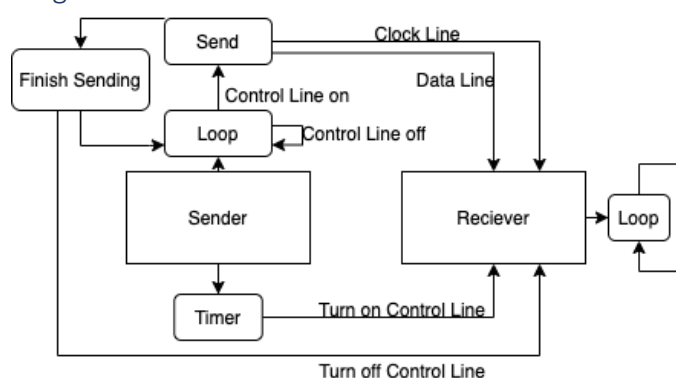 Send
Clock Line
Finish Sending
Data Line
Control Line on
Loop
Control Line off
Sender
Reciever
Loop
Timer
Turn on Control Line
Turn off Control Line